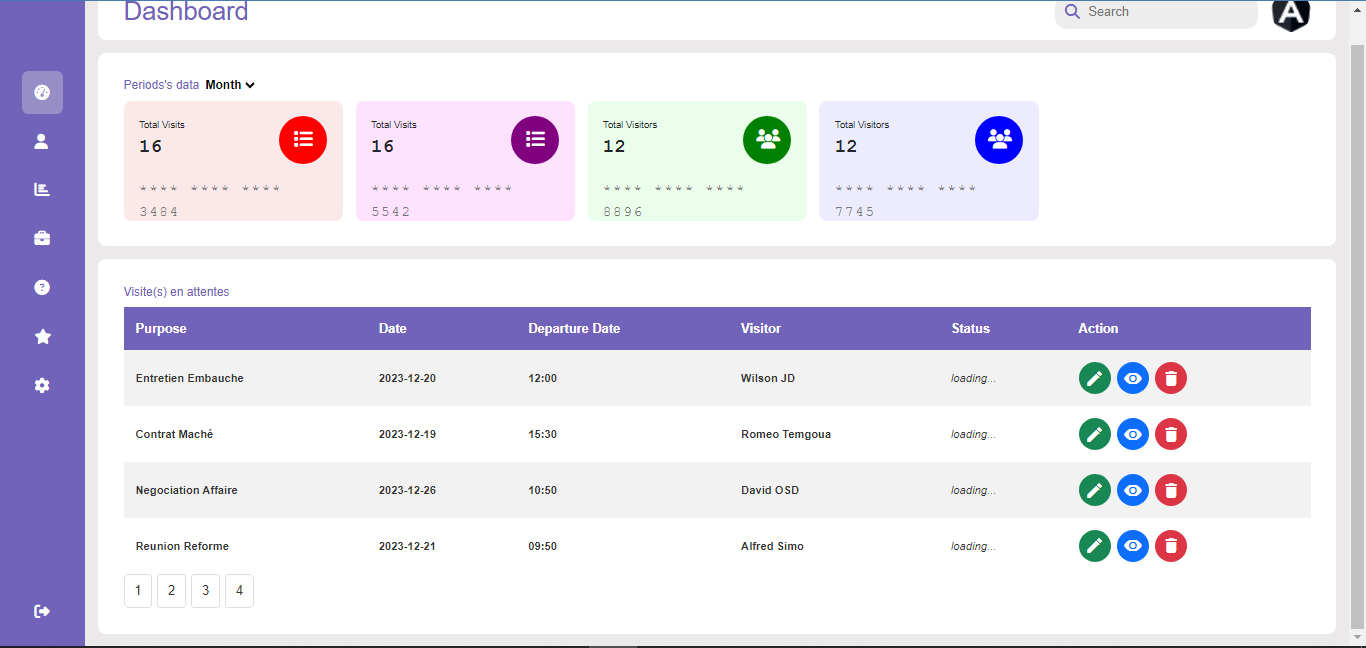 Dashboard
Search
Periods's data Month
Total Visits
16
**** **** ****
3484
Total Visits
16
**** **** ****
5542
Total Visitors
12
**** **** ****
8896
Total Visitors
12
**** **** ****
7745
Visite(s) en attentes
Purpose Date Departure Date Visitor Status Action
Entretien Embauche 2023-12-20 12:00 Wilson JD loading...
Contrat Maché 2023-12-19 15:30 Romeo Temgoua loading...
Negociation Affaire 2023-12-26 10:50 David OSD loading...
Reunion Reforme 2023-12-21 09:50 Alfred Simo loading...
1 2 3 4